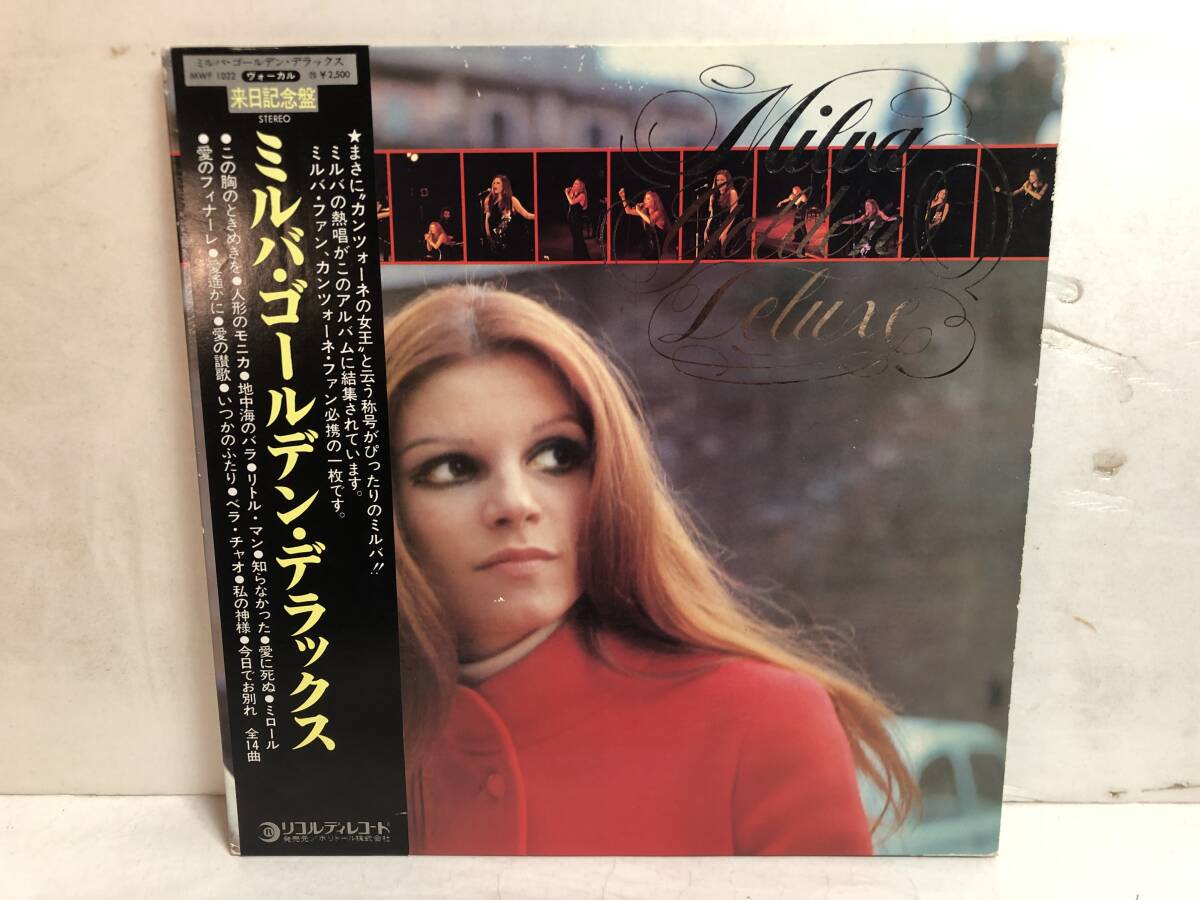 ミルバ・ゴールデン・デラックス
MWF 1022 ヴォーカル ¥2,500
来日記念盤
STEREO
★まさに“カンツォーネの女王”と云う称号がぴったりのミルバ!!
ミルバの熱唱がこのアルバムに結集されています。
ミルバ・ファン、カンツォーネ・ファン必携の一枚です。
ミルバ・ゴールデン・デラックス
●この胸のときめきを●人形のモニカ●地中海のバラ●リトル・マン●知らなかった●愛に死ぬ●ミロール
●愛のフィナーレ●愛遙かに●愛の讃歌●いつかのふたり●ベラ・チャオ●私の神様●今日でお別れ 全14曲
リコルディレコード
発売元/ポリドール株式会社
Milva
Golden
Deluxe